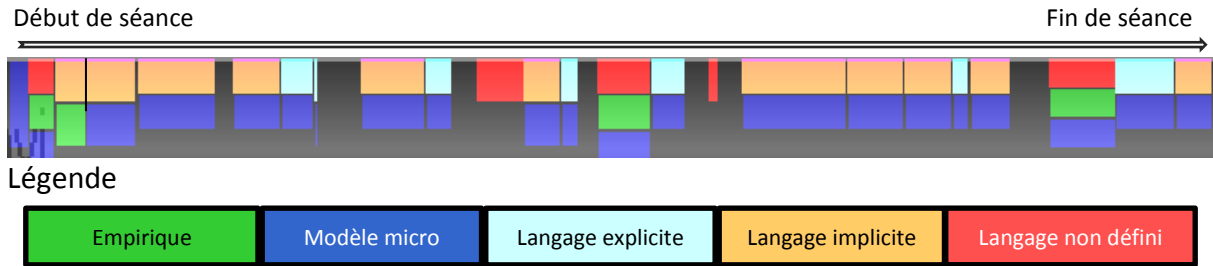 Début de séance Fin de séance
Légende
Empirique Modèle micro Langage explicite Langage implicite Langage non défini